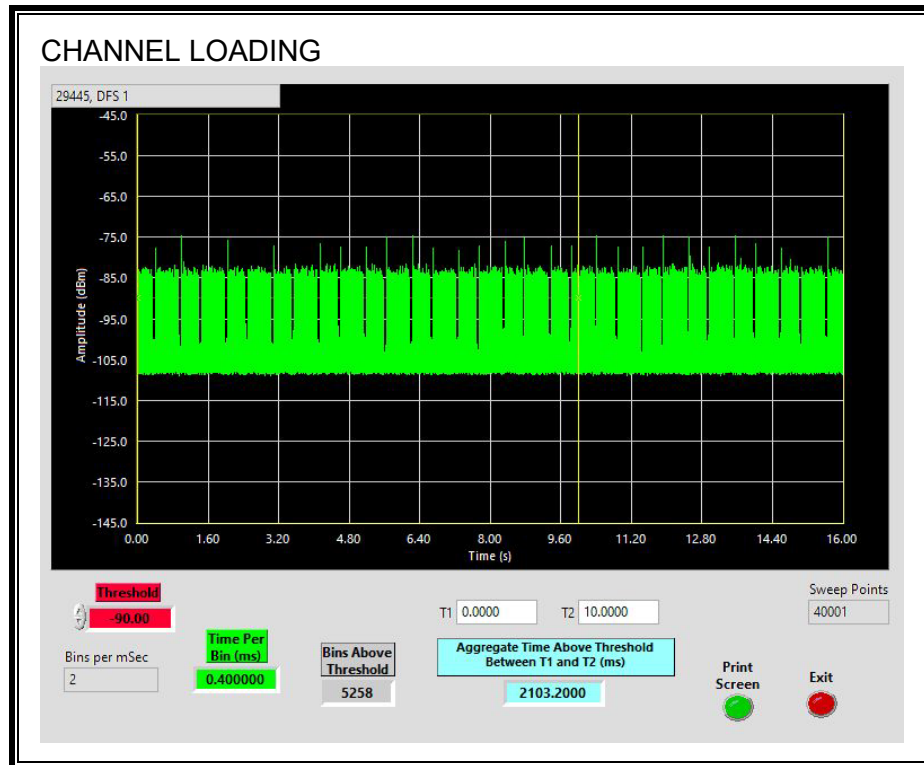 CHANNEL LOADING
29445, DFS 1
-45.0
-55.0
-65.0
-75.0
-85.0
-95.0
-105.0
-115.0
-125.0
-135.0
-145.0
Amplitude (dBm)
0.00 1.60 3.20 4.80 6.40 8.00 9.60 11.20 12.80 14.40 16.00
Time (s)
Threshold
-90.00
Bins per mSec
2
Time Per
Bin (ms)
0.400000
Bins Above
Threshold
5258
T1 0.0000 T2 10.0000
Aggregate Time Above Threshold
Between T1 and T2 (ms)
2103.2000
Sweep Points
40001
Print
Screen
Exit